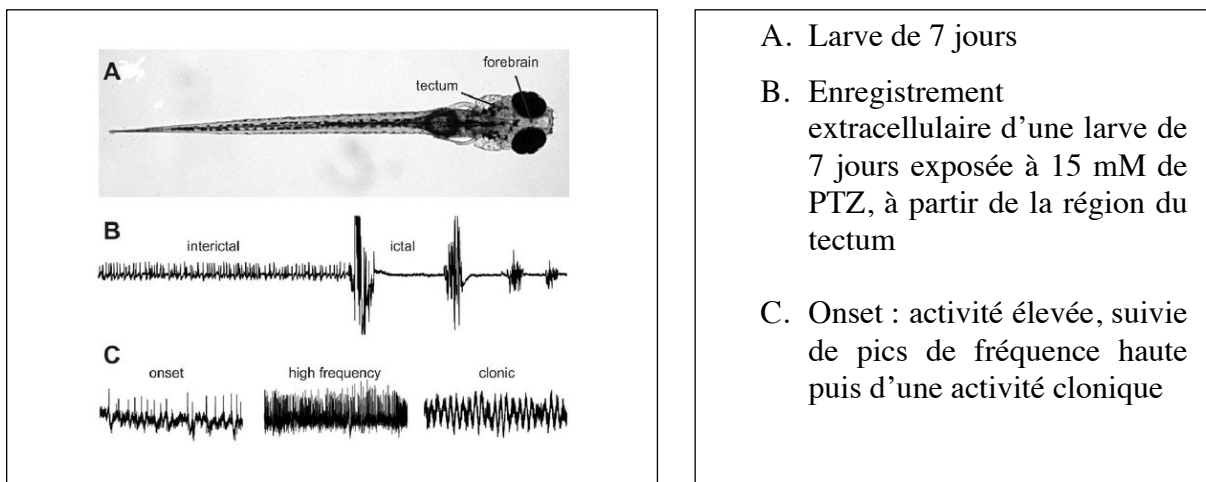 A
forebrain
tectum
B
interictal
ictal
C
onset
high frequency
clonic
A. Larve de 7 jours
B. Enregistrement
extracellulaire d’une larve de
7 jours exposée à 15 mM de
PTZ, à partir de la région du
tectum
C. Onset : activité élevée, suivie
de pics de fréquence haute
puis d’une activité clonique